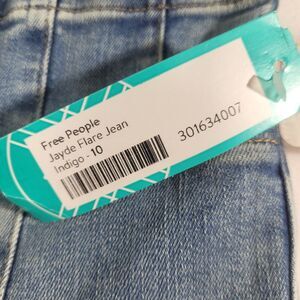 Free People
Jayde Flare Jean
Indigo - 10
301634007